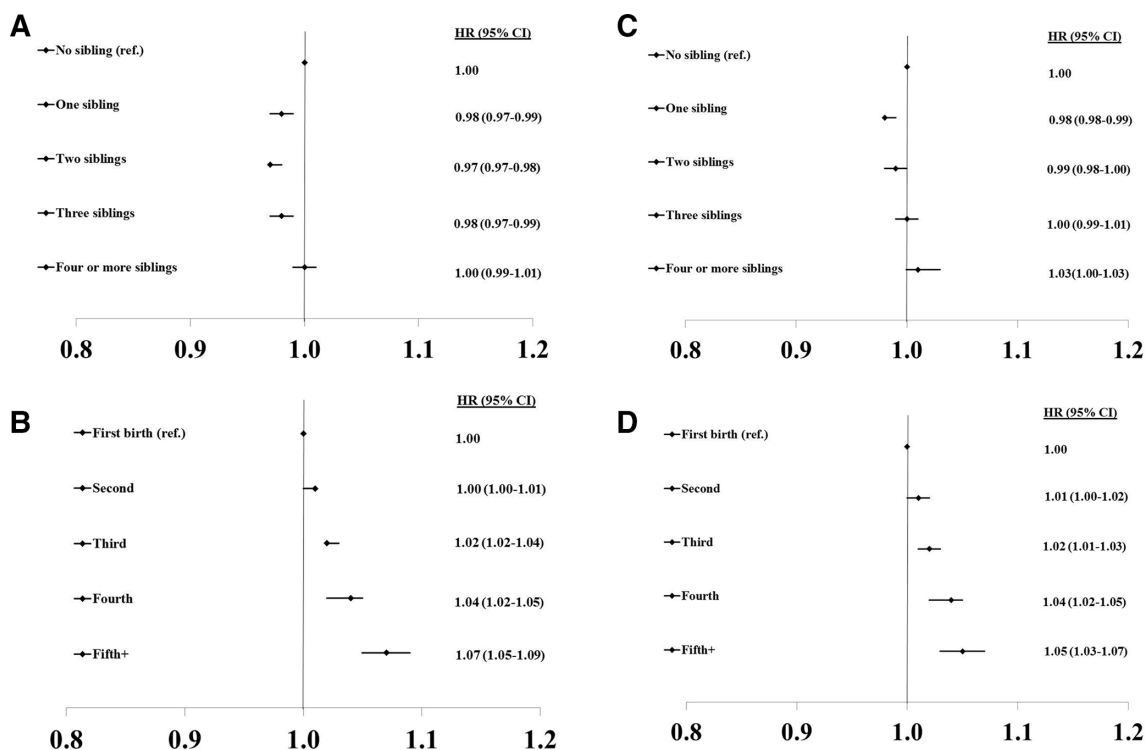 A
HR (95% CI)
No sibling (ref.)
1.00
One sibling
0.98 (0.97-0.99)
Two siblings
0.97 (0.97-0.98)
Three siblings
0.98 (0.97-0.99)
Four or more siblings
1.00 (0.99-1.01)
0.8 0.9 1.0 1.1 1.2
B
HR (95% CI)
First birth (ref.)
1.00
Second
1.00 (1.00-1.01)
Third
1.02 (1.02-1.04)
Fourth
1.04 (1.02-1.05)
Fifth+
1.07 (1.05-1.09)
0.8 0.9 1.0 1.1 1.2
C
HR (95% CI)
No sibling (ref.)
1.00
One sibling
0.98 (0.98-0.99)
Two siblings
0.99 (0.98-1.00)
Three siblings
1.00 (0.99-1.01)
Four or more siblings
1.03(1.00-1.03)
0.8 0.9 1.0 1.1 1.2
D
HR (95% CI)
First birth (ref.)
1.00
Second
1.01 (1.00-1.02)
Third
1.02 (1.01-1.03)
Fourth
1.04 (1.02-1.05)
Fifth+
1.05 (1.03-1.07)
0.8 0.9 1.0 1.1 1.2